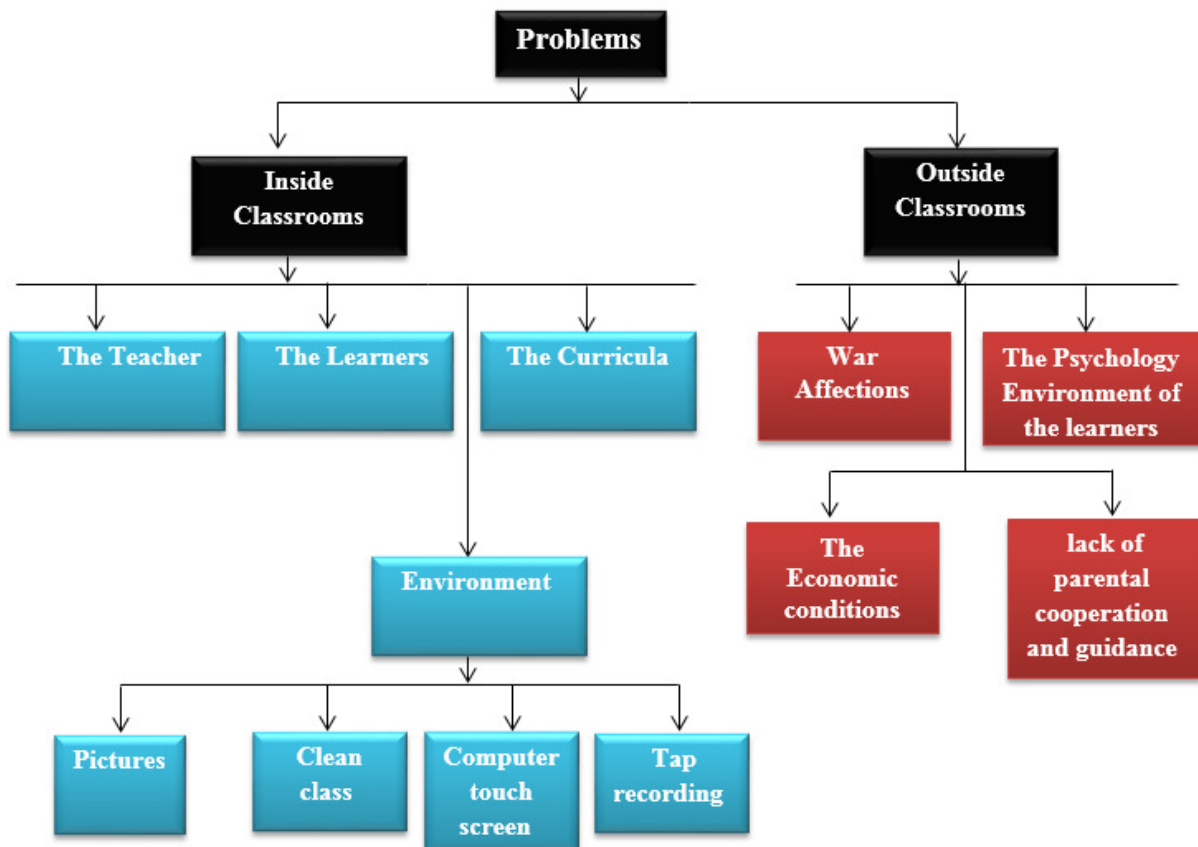 Problems
Inside
Classrooms
Outside
Classrooms
The Teacher
The Learners
The Curricula
War
Affections
The Psychology
Environment of
the learners
The
Economic
conditions
lack of
parental
cooperation
and guidance
Environment
Pictures
Clean
class
Computer
touch
screen
Tap
recording